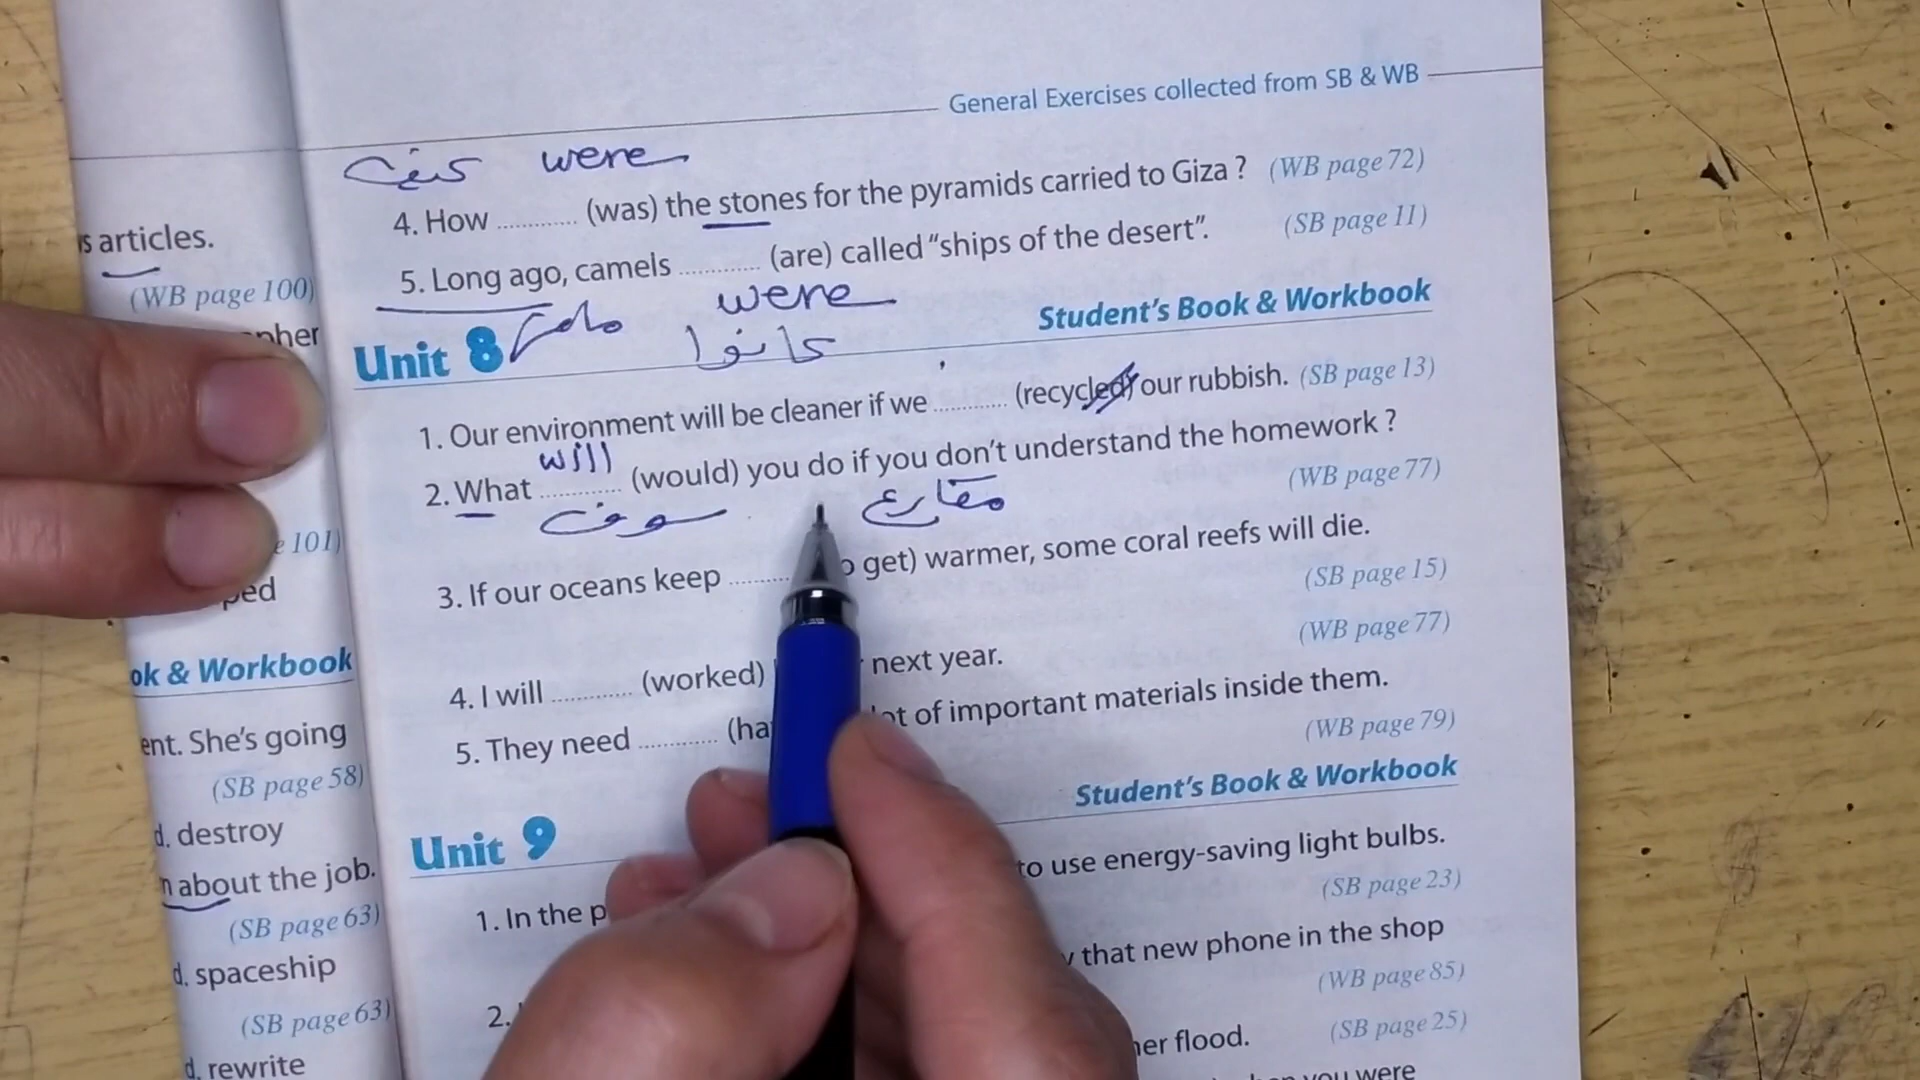 General Exercises collected from SB & WB
كيف were
4. How ............ (was) the stones for the pyramids carried to Giza ? (WB page 72)
5. Long ago, camels ............ (are) called "ships of the desert". (SB page 11)
were
كانوا
Unit 8 Student's Book & Workbook
1. Our environment will be cleaner if we ............ (recycled) our rubbish. (SB page 13)
will
2. What ............ (would) you do if you don't understand the homework ?
(WB page 77)
سوف مضارع
3. If our oceans keep ............ get) warmer, some coral reefs will die.
(SB page 15)
4. I will ............ (worked) next year.
(WB page 77)
5. They need ............ lot of important materials inside them.
(WB page 79)
Unit 9 Student's Book & Workbook
1. In the to use energy-saving light bulbs.
(SB page 23)
2. that new phone in the shop
(WB page 85)
flood. (SB page 25)
you were
articles.
(WB page 100)
101)
& Workbook
She's going
(SB page 58)
d. destroy
about the job.
(SB page 63)
d. spaceship
(SB page 63)
d. rewrite